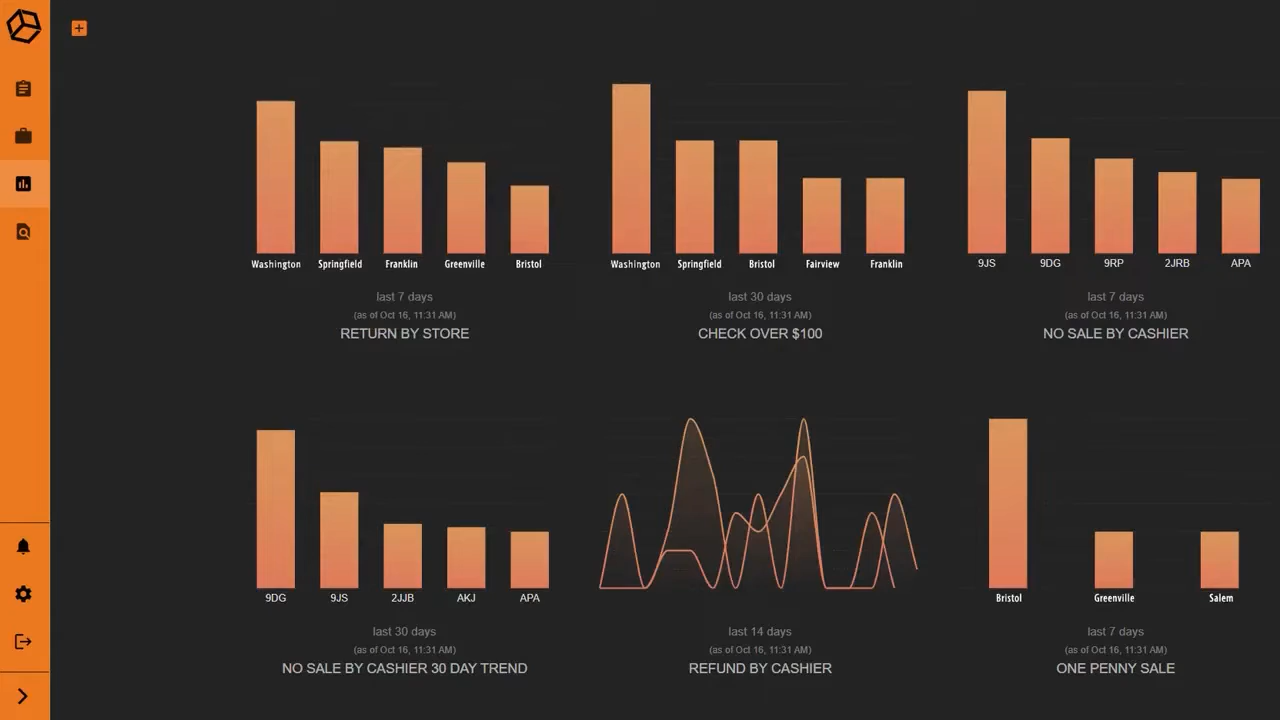 Washington Springfield Franklin Greenville Bristol
last 7 days
(as of Oct 16, 11:31 AM)
RETURN BY STORE
Washington Springfield Bristol Fairview Franklin
last 30 days
(as of Oct 16, 11:31 AM)
CHECK OVER $100
9JS 9DG 9RP 2JRB APA
last 7 days
(as of Oct 16, 11:31 AM)
NO SALE BY CASHIER
9DG 9JS 2JJB AKJ APA
last 30 days
(as of Oct 16, 11:31 AM)
NO SALE BY CASHIER 30 DAY TREND
last 14 days
(as of Oct 16, 11:31 AM)
REFUND BY CASHIER
Bristol Greenville Salem
last 7 days
(as of Oct 16, 11:31 AM)
ONE PENNY SALE